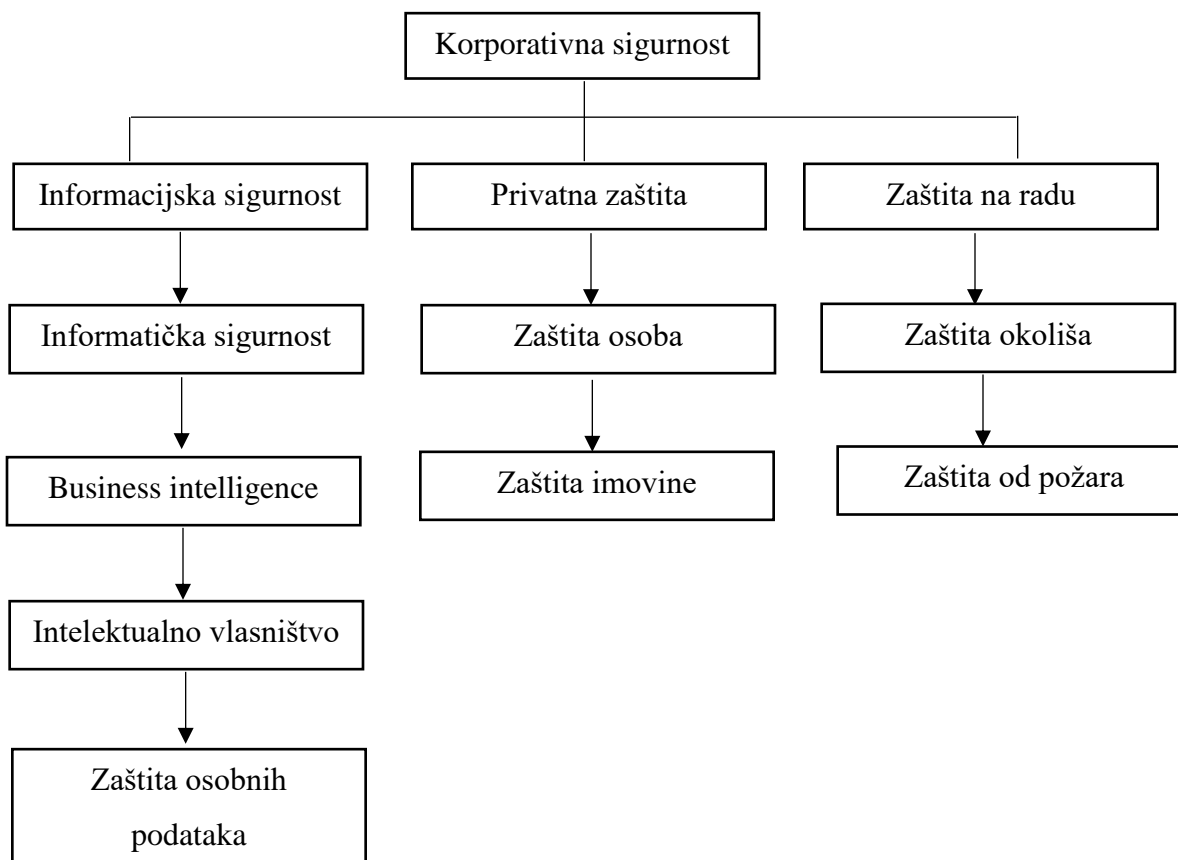 Korporativna sigurnost
Informacijska sigurnost
Privatna zaštita
Zaštita na radu
Informatička sigurnost
Zaštita osoba
Zaštita okoliša
Business intelligence
Zaštita imovine
Zaštita od požara
Intelektualno vlasništvo
Zaštita osobnih
podataka